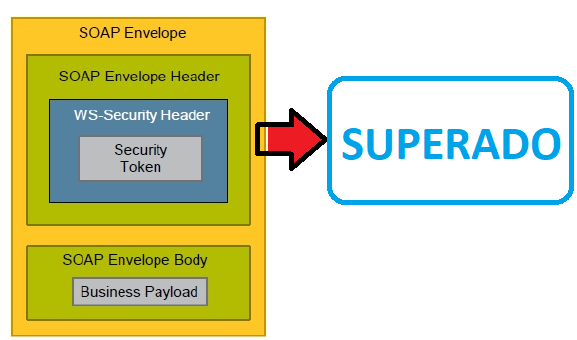 SOAP Envelope
SOAP Envelope Header
WS-Security Header
Security
Token
SOAP Envelope Body
Business Payload
SUPERADO